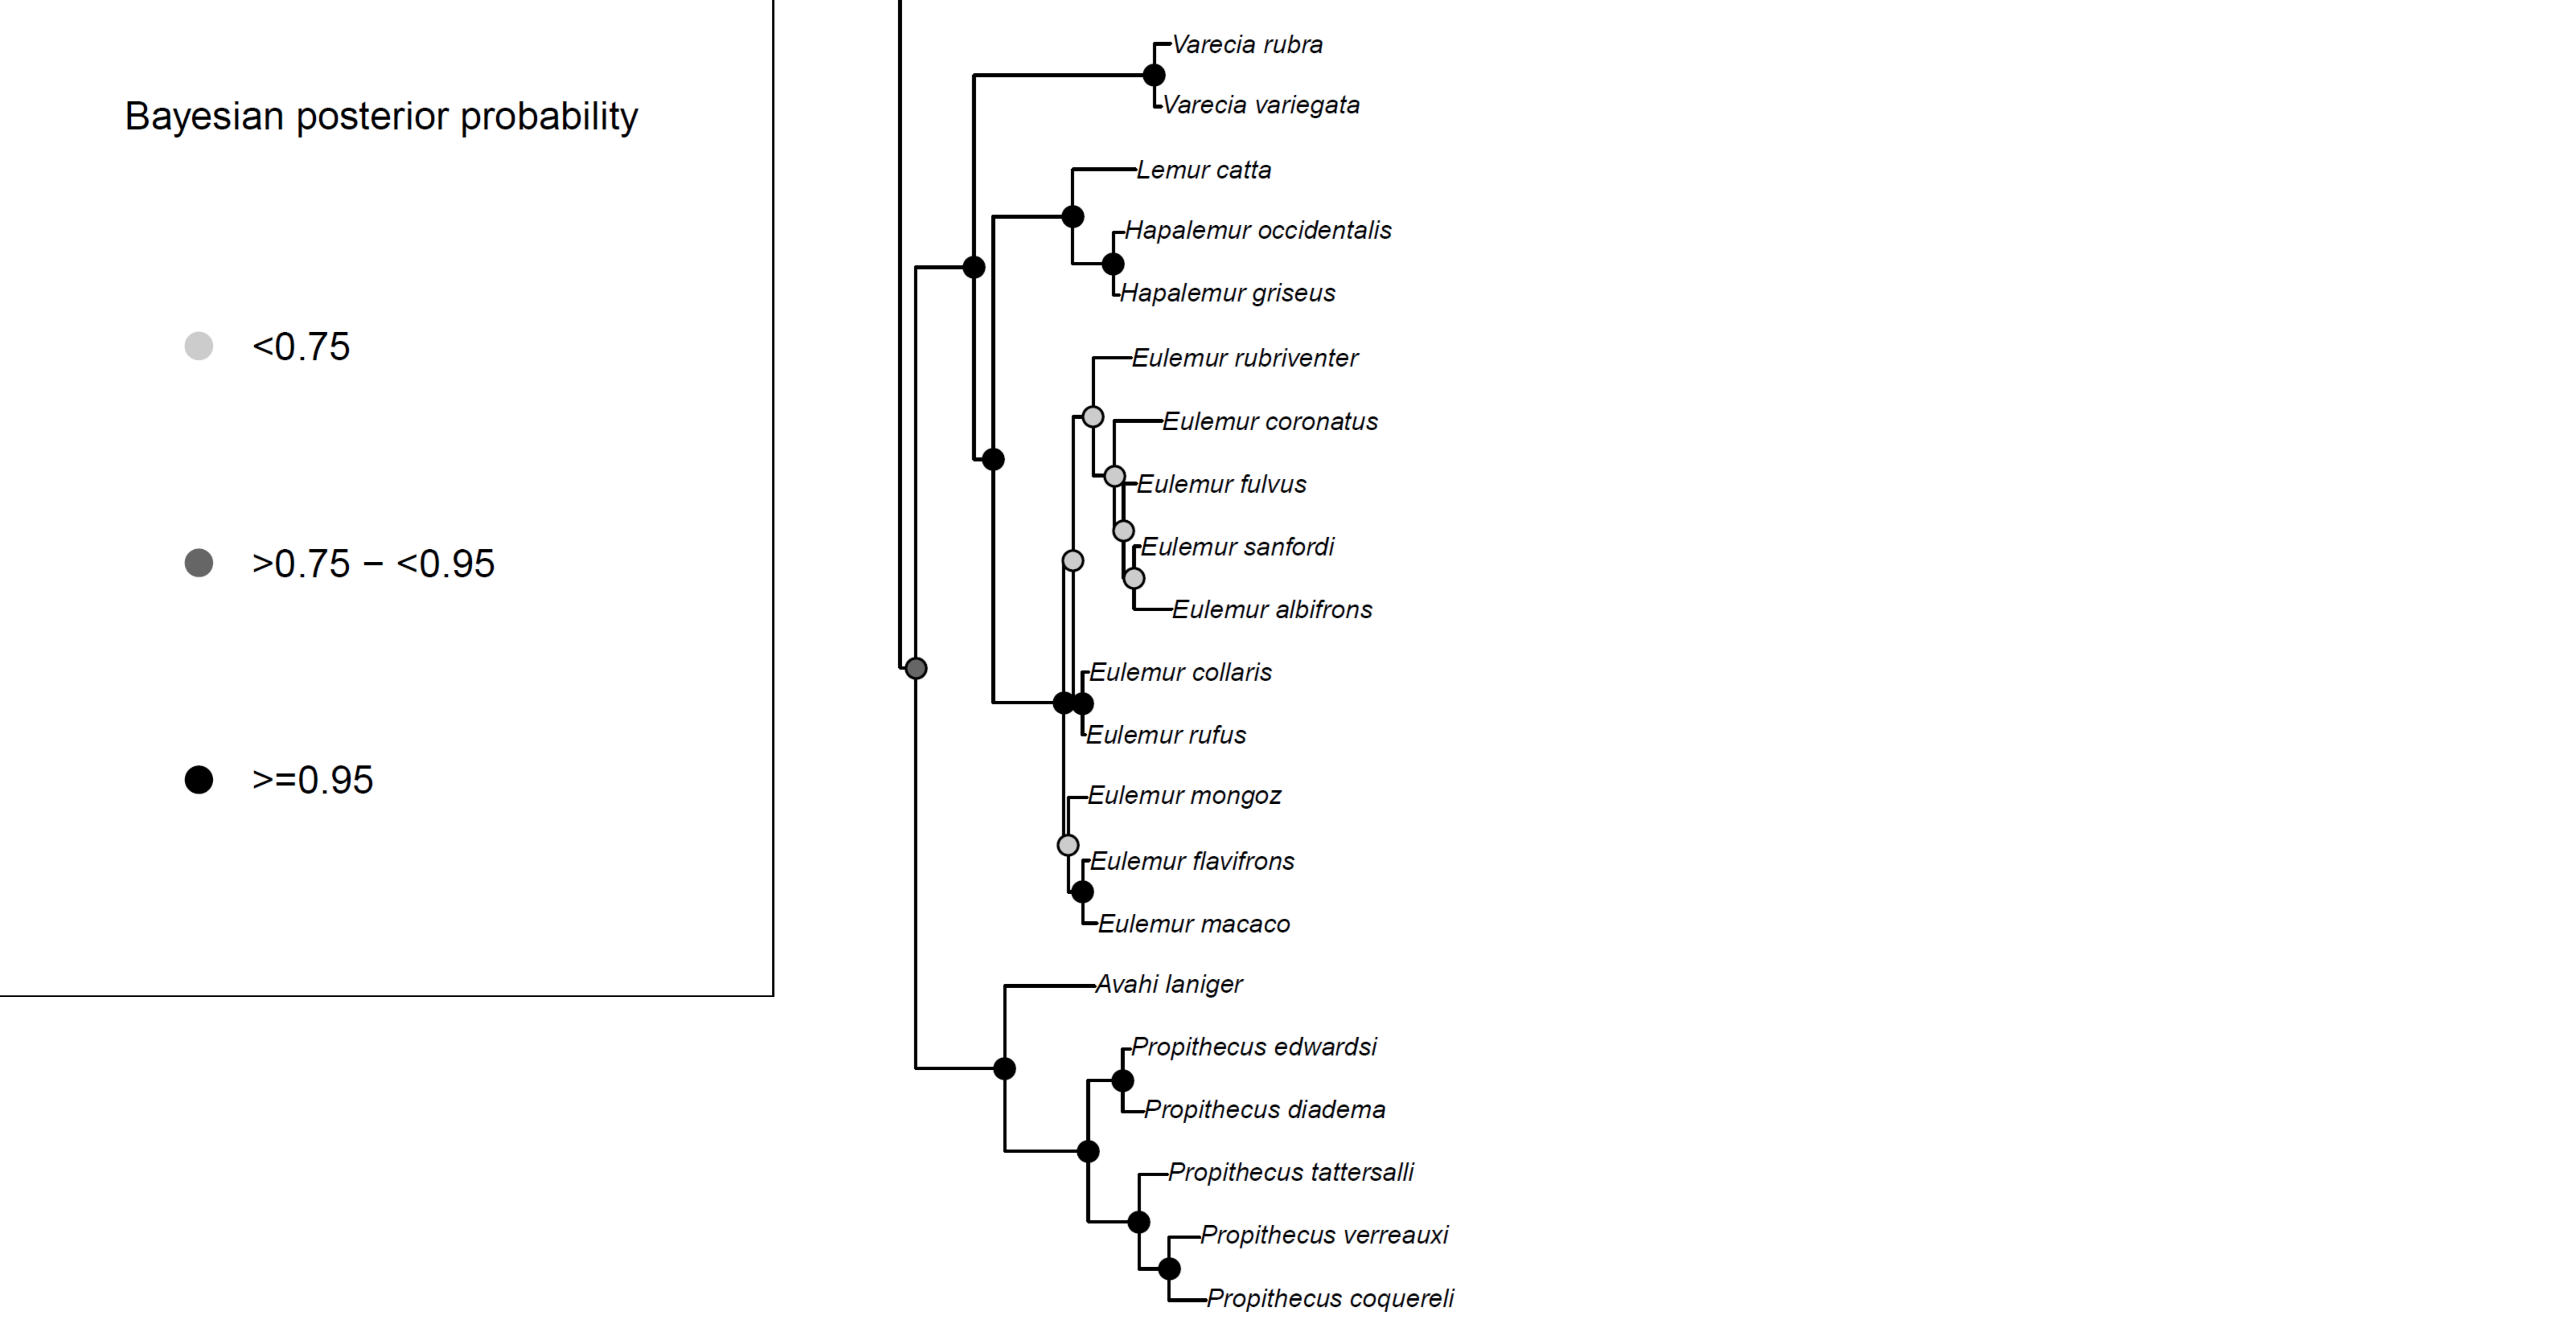 Bayesian posterior probability
<0.75
>0.75 − <0.95
>=0.95
Varecia rubra
Varecia variegata
Lemur catta
Hapalemur occidentalis
Hapalemur griseus
Eulemur rubriventer
Eulemur coronatus
Eulemur fulvus
Eulemur sanfordi
Eulemur albifrons
Eulemur collaris
Eulemur rufus
Eulemur mongoz
Eulemur flavifrons
Eulemur macaco
Avahi laniger
Propithecus edwardsi
Propithecus diadema
Propithecus tattersalli
Propithecus verreauxi
Propithecus coquereli